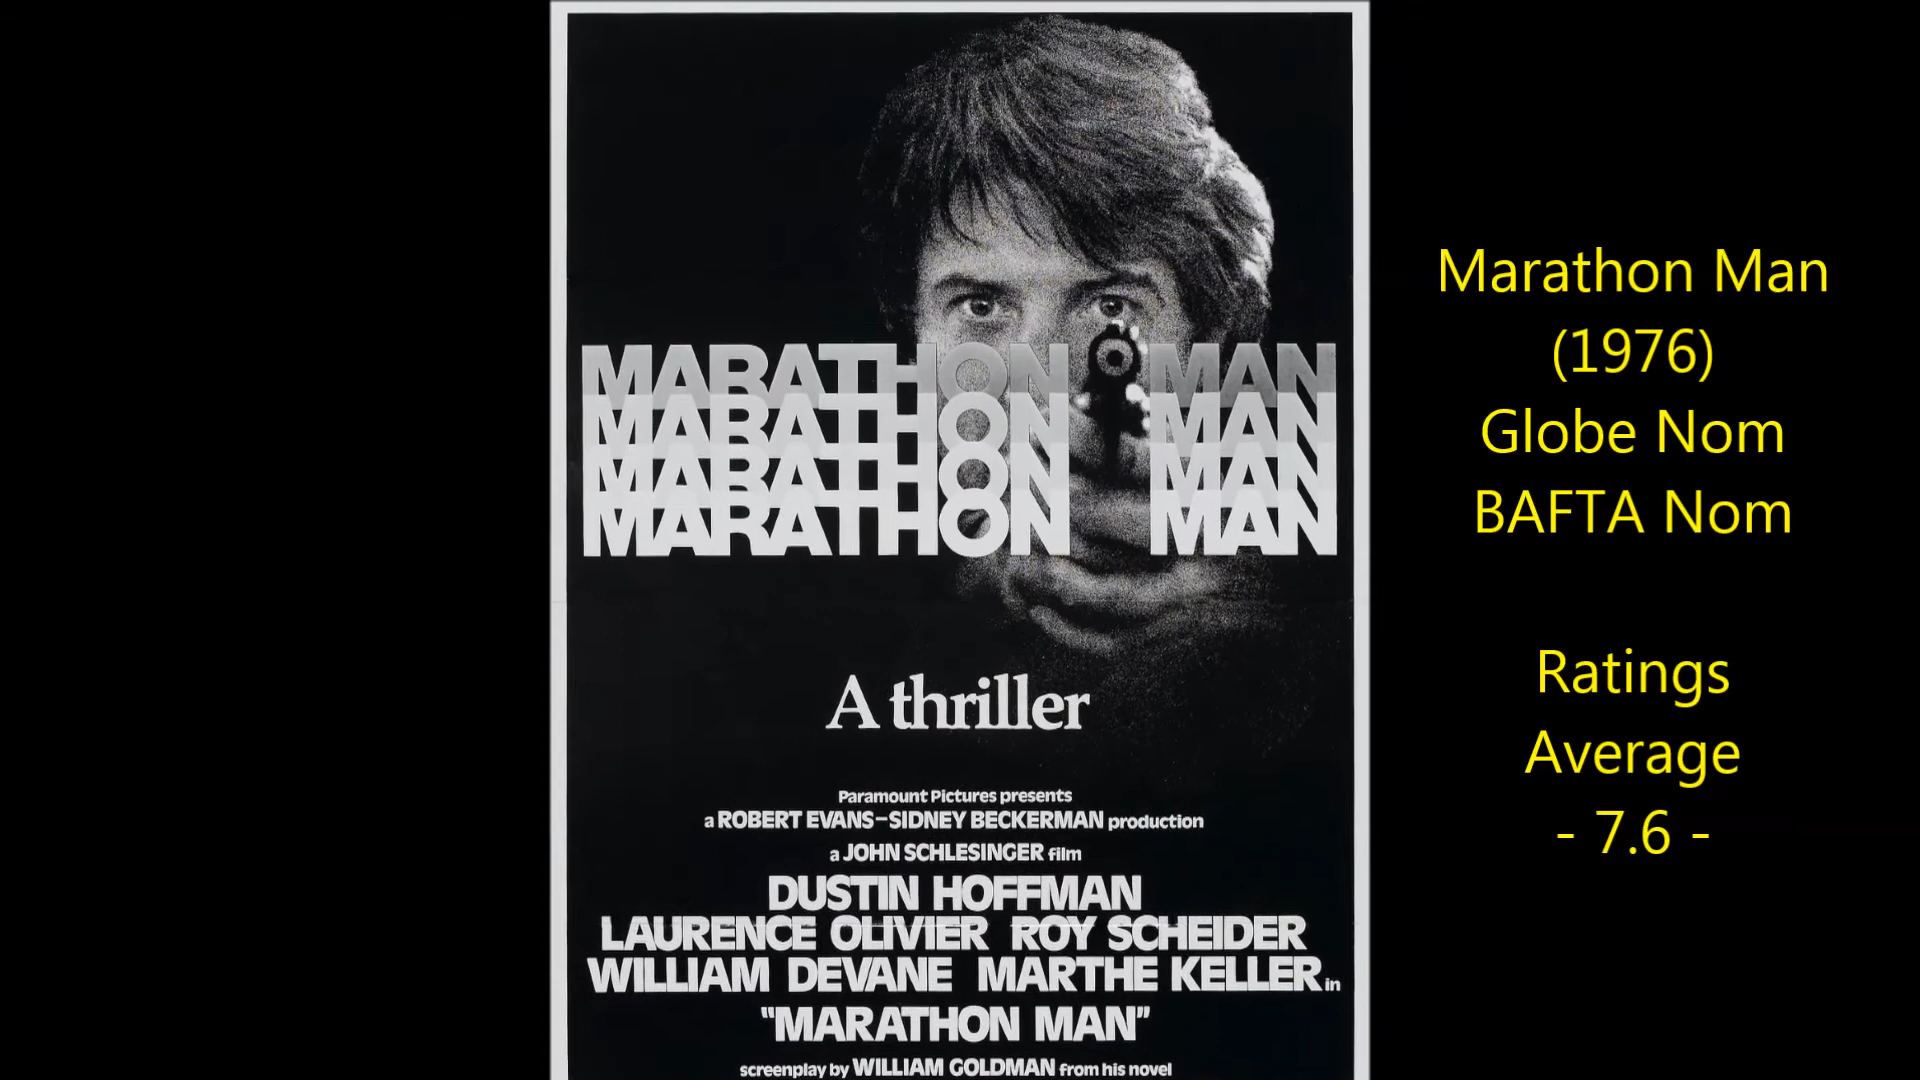 MARATHON MAN
MARATHON MAN
MARATHON MAN
MARATHON MAN
A thriller
Paramount Pictures presents
a ROBERT EVANS-SIDNEY BECKERMAN production
a JOHN SCHLESINGER film
DUSTIN HOFFMAN
LAURENCE OLIVIER ROY SCHEIDER
WILLIAM DEVANE MARTHE KELLER in
"MARATHON MAN"
screenplay by WILLIAM GOLDMAN from his novel
Marathon Man
(1976)
Globe Nom
BAFTA Nom
Ratings
Average
- 7.6 -